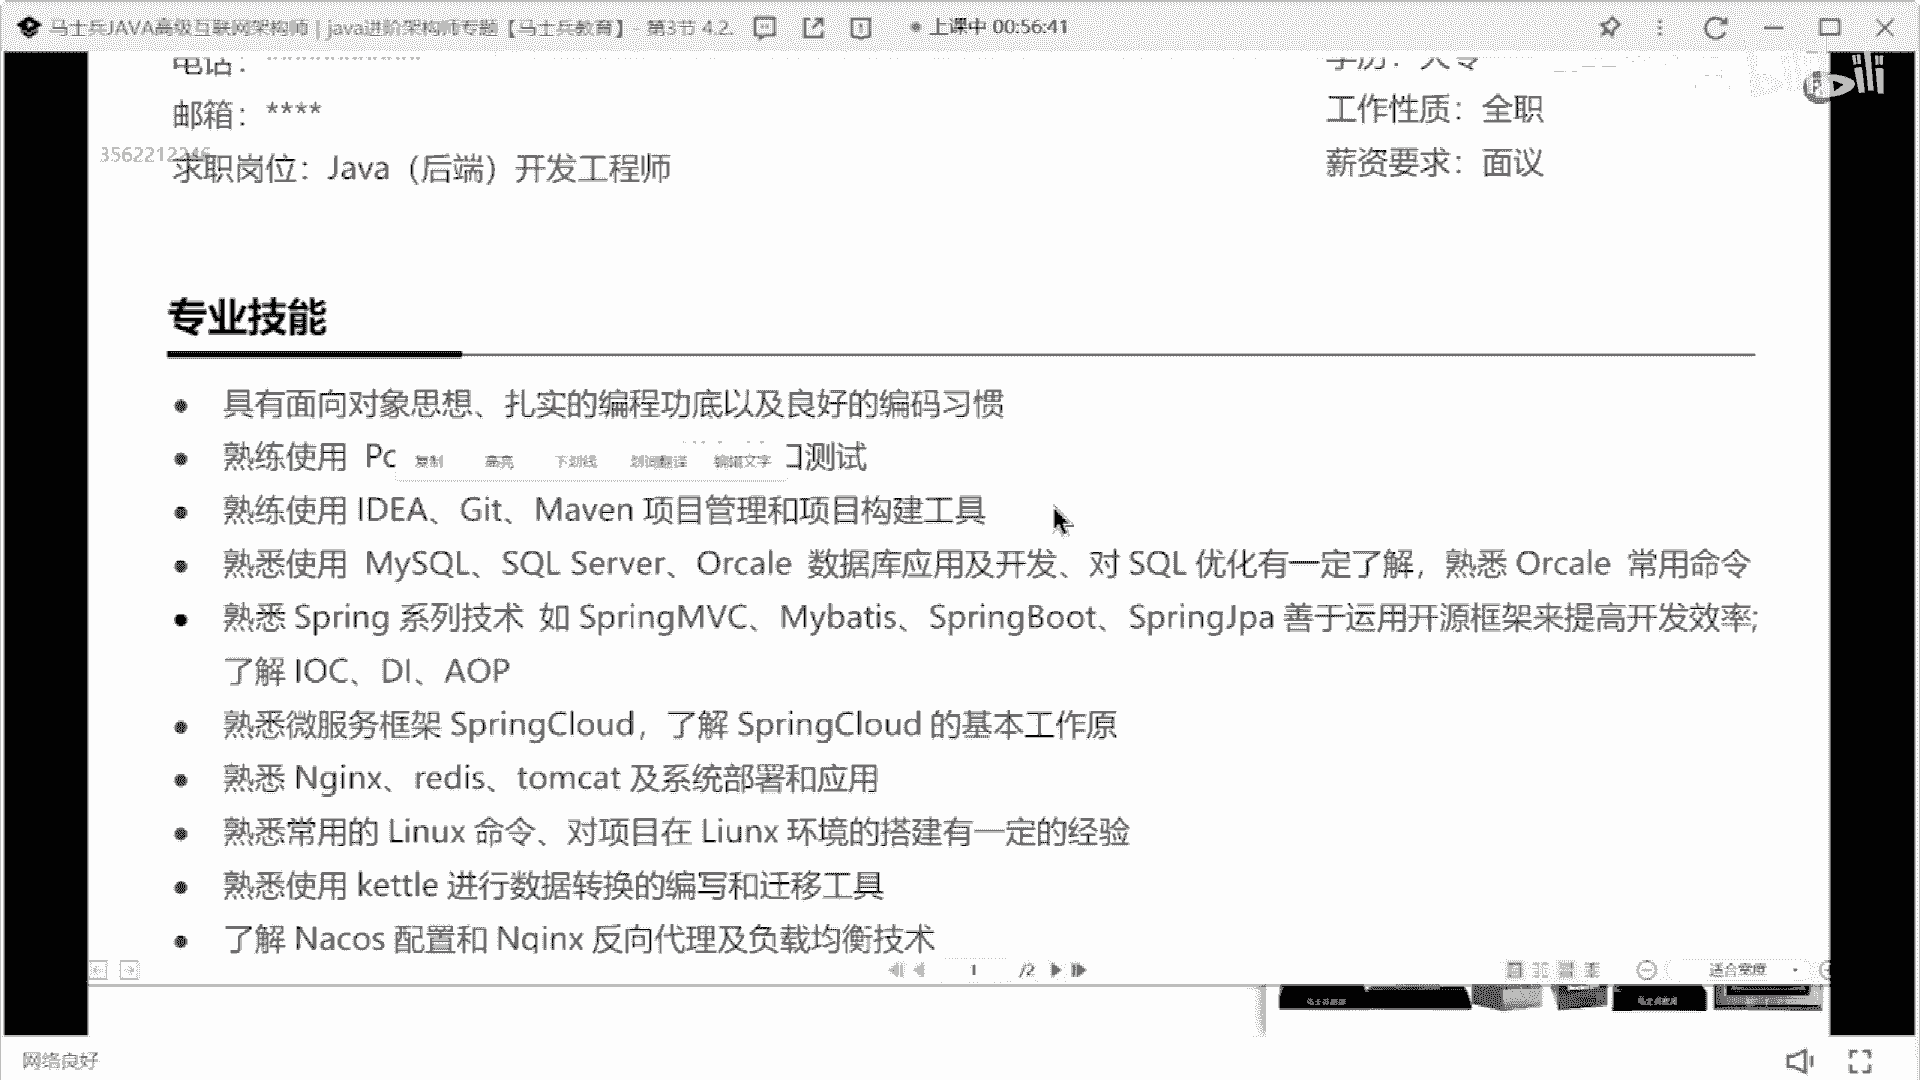 马士兵JAVA高级互联网架构师 | java进阶架构师专题【马士兵教育】- 第3节 4.2.
上课中 00:56:41
电话：
学历：大专
邮箱：****
工作性质：全职
3562212246
求职岗位：Java（后端）开发工程师
薪资要求：面议
专业技能
具有面向对象思想、扎实的编程功底以及良好的编码习惯
熟练使用 Pc 口测试
复制 高亮 下划线 划词翻译 编辑文字
熟练使用 IDEA、Git、Maven 项目管理和项目构建工具
熟悉使用 MySQL、SQL Server、Orcale 数据库应用及开发、对 SQL 优化有一定了解，熟悉 Orcale 常用命令
熟悉 Spring 系列技术 如 SpringMVC、Mybatis、SpringBoot、SpringJpa 善于运用开源框架来提高开发效率;
了解 IOC、DI、AOP
熟悉微服务框架 SpringCloud，了解 SpringCloud 的基本工作原
熟悉 Nginx、redis、tomcat 及系统部署和应用
熟悉常用的 Linux 命令、对项目在 Liunx 环境的搭建有一定的经验
熟悉使用 kettle 进行数据转换的编写和迁移工具
了解 Nacos 配置和 Nginx 反向代理及负载均衡技术
1 /2
适合宽度
网络良好